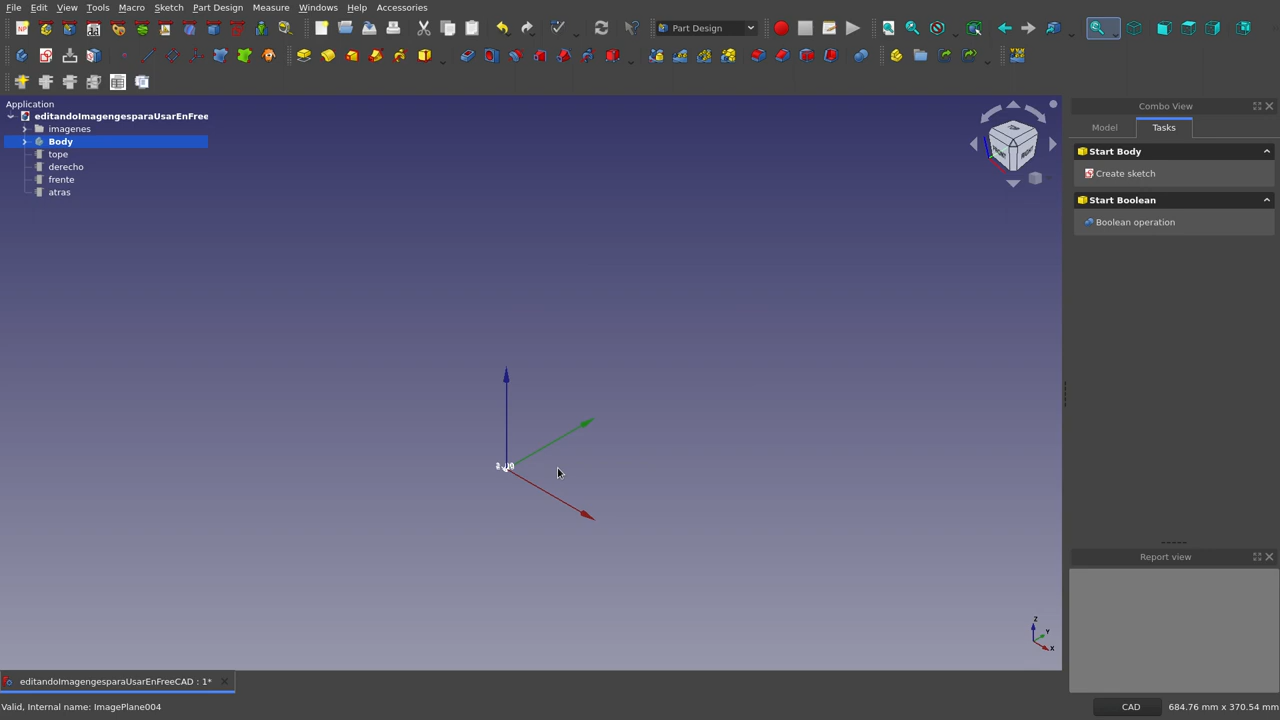 File Edit View Tools Macro Sketch Part Design Measure Windows Help Accessories
Part Design
Application
editandoImagengesparaUsarEnFree
imagenes
Body
tope
derecho
frente
atras
FRONT RIGHT
Combo View
Model Tasks
Start Body
Create sketch
Start Boolean
Boolean operation
Report view
Z
Y
X
editandoImagengesparaUsarEnFreeCAD : 1*
Valid, Internal name: ImagePlane004
CAD 684.76 mm x 370.54 mm